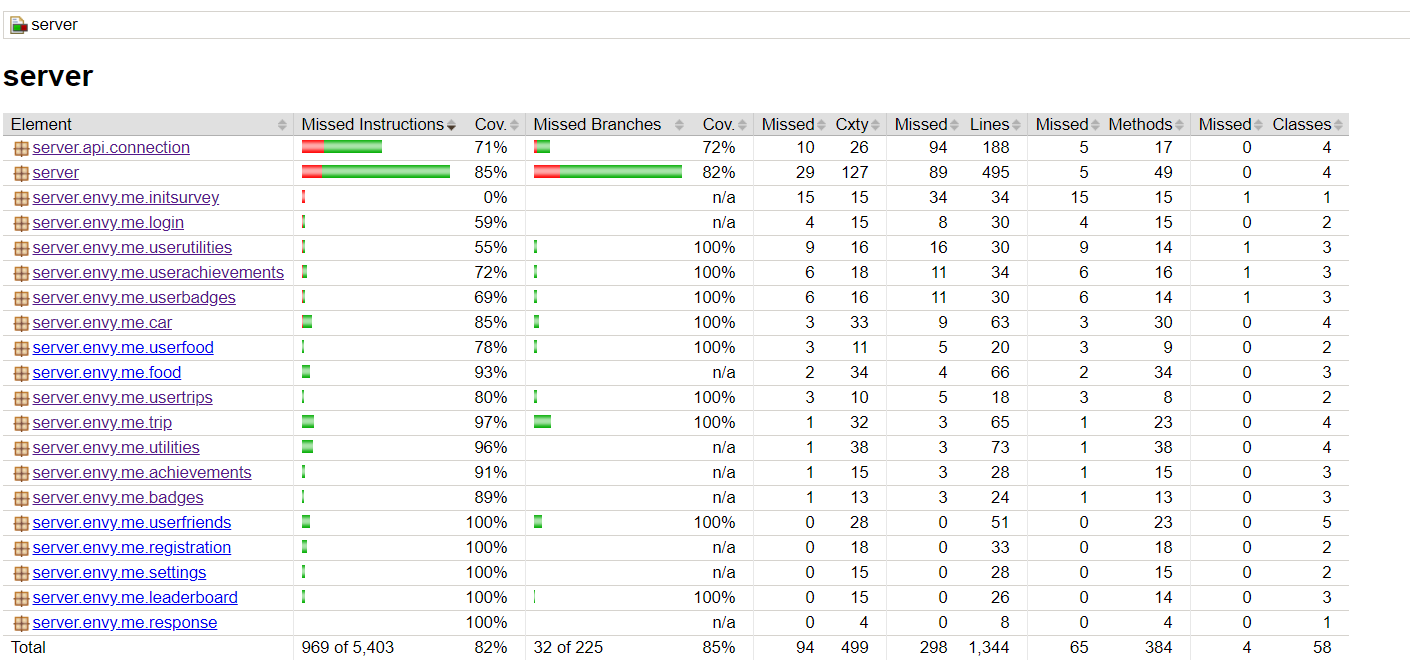 server
server
Element Missed Instructions Cov. Missed Branches Cov. Missed Cxty Missed Lines Missed Methods Missed Classes
server.api.connection 71% 72% 10 26 94 188 5 17 0 4
server 85% 82% 29 127 89 495 5 49 0 4
server.envy.me.initsurvey 0% n/a 15 15 34 34 15 15 1 1
server.envy.me.login 59% n/a 4 15 8 30 4 15 0 2
server.envy.me.userutilities 55% 100% 9 16 16 30 9 14 1 3
server.envy.me.userachievements 72% 100% 6 18 11 34 6 16 1 3
server.envy.me.userbadges 69% 100% 6 16 11 30 6 14 1 3
server.envy.me.car 85% 100% 3 33 9 63 3 30 0 4
server.envy.me.userfood 78% 100% 3 11 5 20 3 9 0 2
server.envy.me.food 93% n/a 2 34 4 66 2 34 0 3
server.envy.me.usertrips 80% 100% 3 10 5 18 3 8 0 2
server.envy.me.trip 97% 100% 1 32 3 65 1 23 0 4
server.envy.me.utilities 96% n/a 1 38 3 73 1 38 0 4
server.envy.me.achievements 91% n/a 1 15 3 28 1 15 0 3
server.envy.me.badges 89% n/a 1 13 3 24 1 13 0 3
server.envy.me.userfriends 100% 100% 0 28 0 51 0 23 0 5
server.envy.me.registration 100% n/a 0 18 0 33 0 18 0 2
server.envy.me.settings 100% n/a 0 15 0 28 0 15 0 2
server.envy.me.leaderboard 100% 100% 0 15 0 26 0 14 0 3
server.envy.me.response 100% n/a 0 4 0 8 0 4 0 1
Total 969 of 5,403 82% 32 of 225 85% 94 499 298 1,344 65 384 4 58